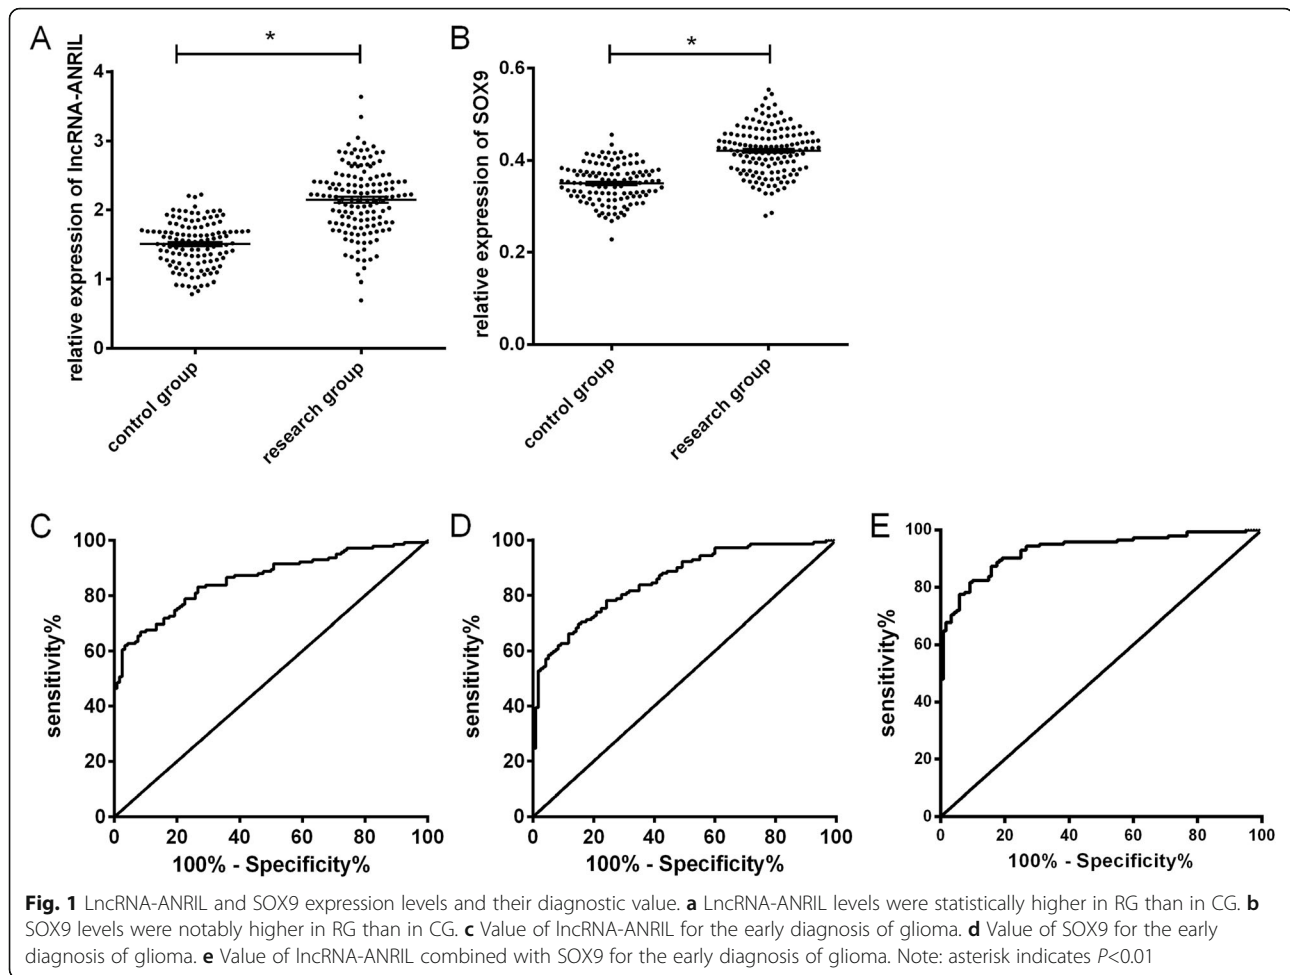 A
*
relative expression of lncRNA-ANRIL
4
3
2
1
0
control group
research group
B
*
relative expression of SOX9
0.6
0.4
0.2
0.0
control group
research group
C
sensitivity%
100
80
60
40
20
0
0 20 40 60 80 100
100% - Specificity%
D
sensitivity%
100
80
60
40
20
0
0 20 40 60 80 100
100% - Specificity%
E
sensitivity%
100
80
60
40
20
0
0 20 40 60 80 100
100% - Specificity%
Fig. 1 LncRNA-ANRIL and SOX9 expression levels and their diagnostic value. a LncRNA-ANRIL levels were statistically higher in RG than in CG. b
SOX9 levels were notably higher in RG than in CG. c Value of lncRNA-ANRIL for the early diagnosis of glioma. d Value of SOX9 for the early
diagnosis of glioma. e Value of lncRNA-ANRIL combined with SOX9 for the early diagnosis of glioma. Note: asterisk indicates P<0.01